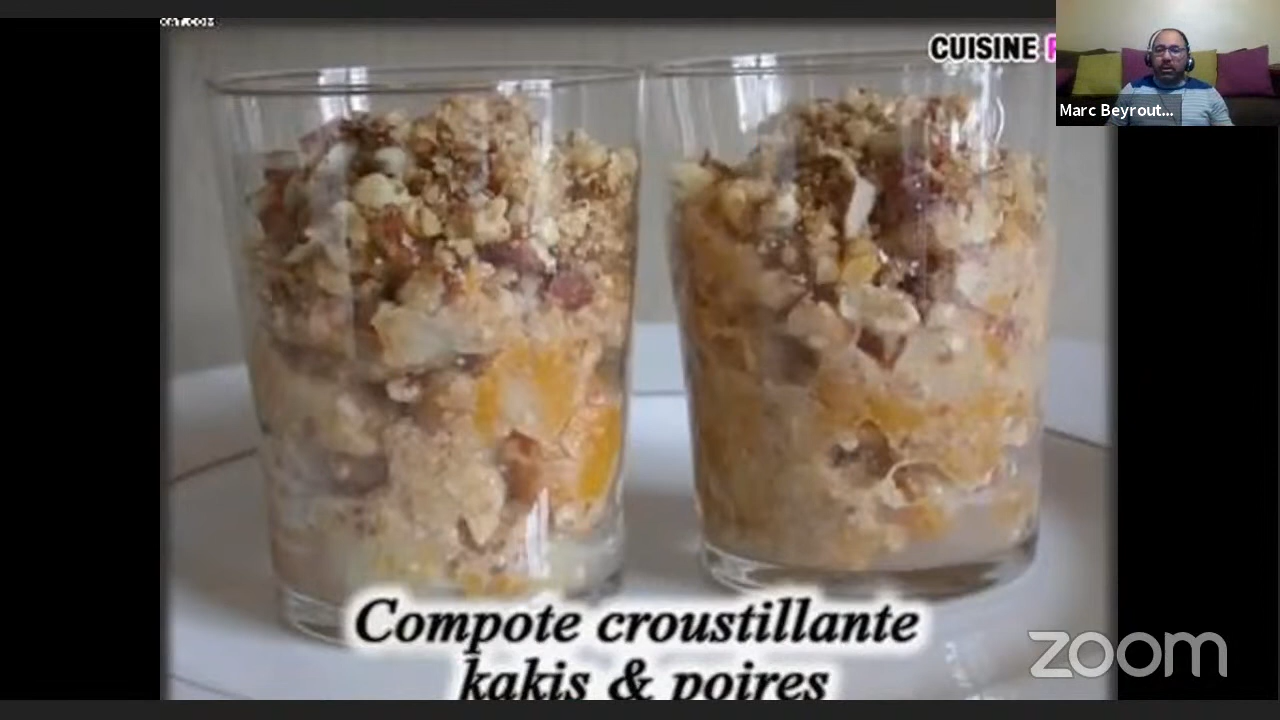 CUISINE
Marc Beyrout...
Compote croustillante
kakis & poires
zoom